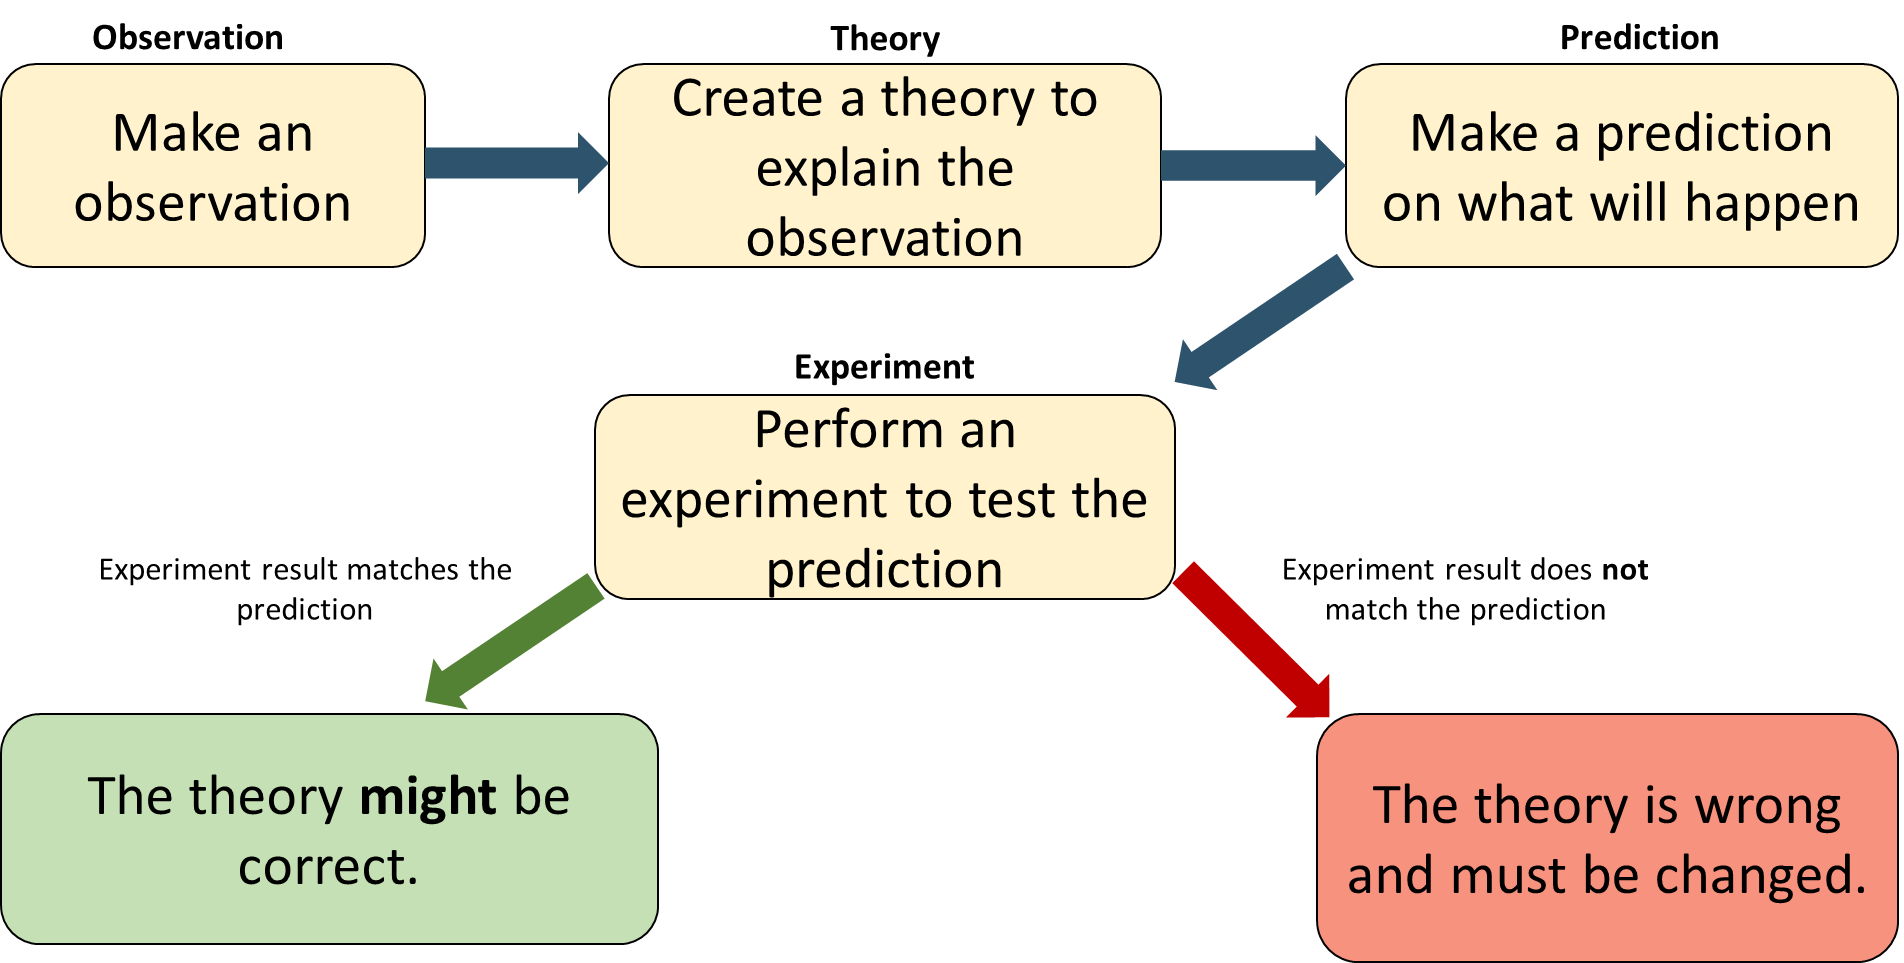 Observation
Make an
observation
Theory
Create a theory to
explain the
observation
Prediction
Make a prediction
on what will happen
Experiment
Perform an
experiment to test the
prediction
Experiment result matches the
prediction
Experiment result does not
match the prediction
The theory might be
correct.
The theory is wrong
and must be changed.